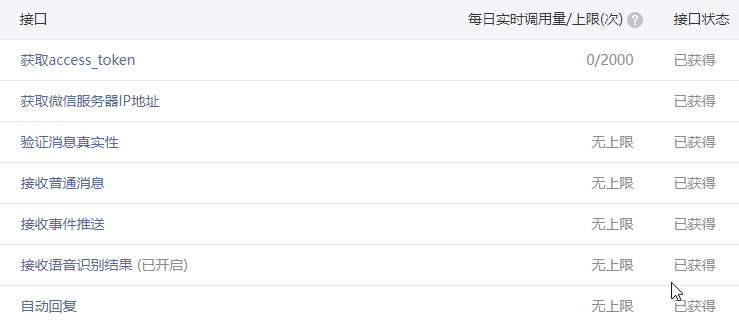 接口 每日实时调用量/上限(次) ? 接口状态
获取access_token 0/2000 已获得
获取微信服务器IP地址 已获得
验证消息真实性 无上限 已获得
接收普通消息 无上限 已获得
接收事件推送 无上限 已获得
接收语音识别结果 (已开启) 无上限 已获得
自动回复 无上限 已获得